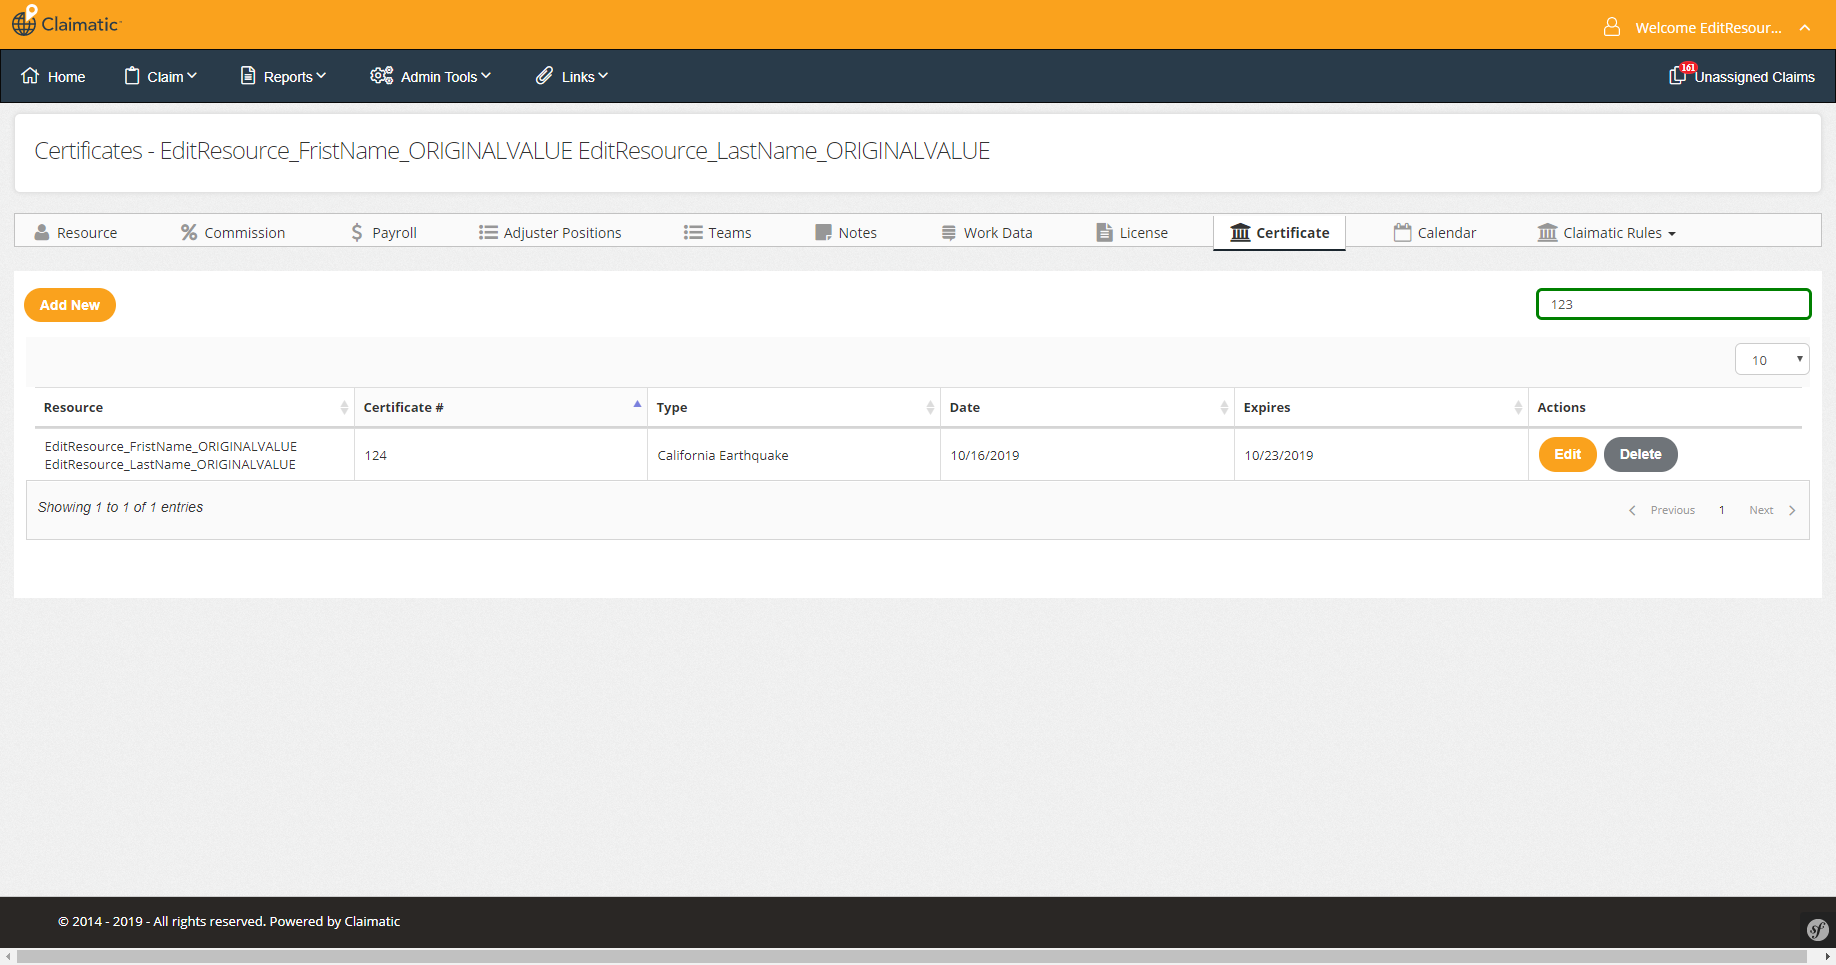 Claimatic
Welcome EditResour...
Home
Claim
Reports
Admin Tools
Links
161
Unassigned Claims
Certificates - EditResource_FristName_ORIGINALVALUE EditResource_LastName_ORIGINALVALUE
Resource
Commission
Payroll
Adjuster Positions
Teams
Notes
Work Data
License
Certificate
Calendar
Claimatic Rules
Add New
123
10
Resource
Certificate #
Type
Date
Expires
Actions
EditResource_FristName_ORIGINALVALUE
EditResource_LastName_ORIGINALVALUE
124
California Earthquake
10/16/2019
10/23/2019
Edit
Delete
Showing 1 to 1 of 1 entries
Previous
1
Next
© 2014 - 2019 - All rights reserved. Powered by Claimatic
sf